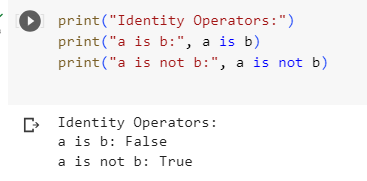 print("Identity Operators:")
print("a is b:", a is b)
print("a is not b:", a is not b)
Identity Operators:
a is b: False
a is not b: True